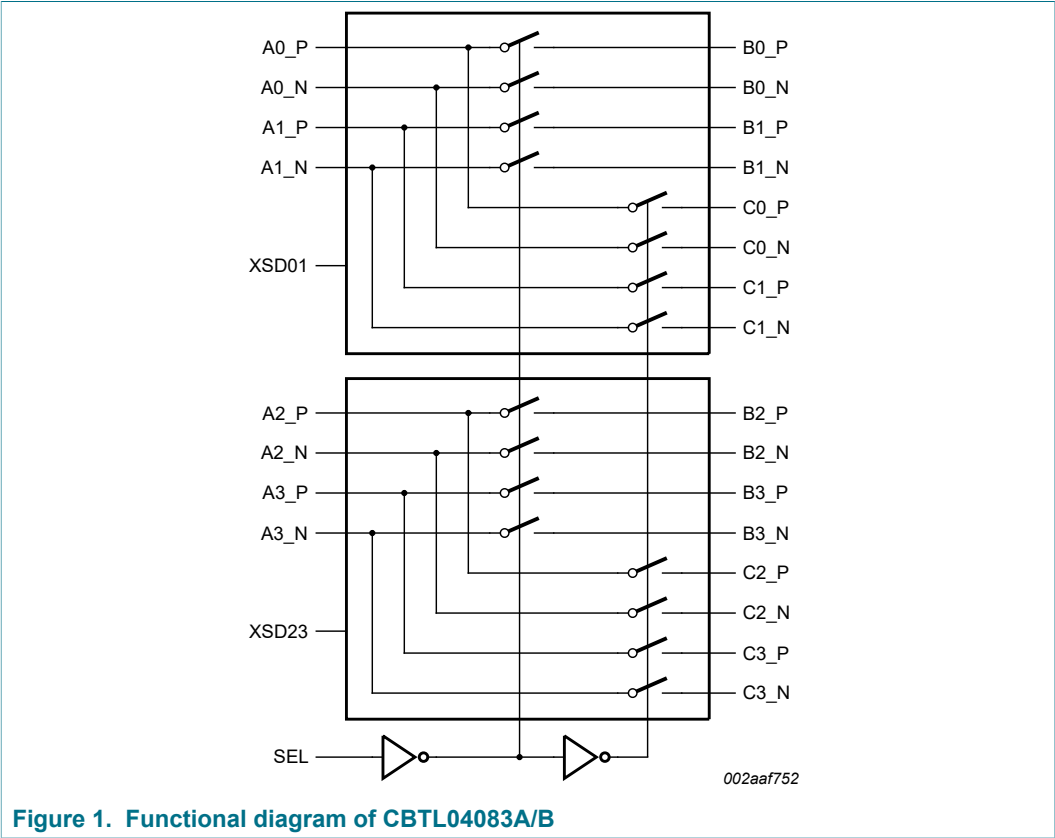 A0_P B0_P
A0_N B0_N
A1_P B1_P
A1_N B1_N
C0_P
C0_N
XSD01
C1_P
C1_N
A2_P B2_P
A2_N B2_N
A3_P B3_P
A3_N B3_N
C2_P
C2_N
XSD23
C3_P
C3_N
SEL
002aaf752
Figure 1. Functional diagram of CBTL04083A/B